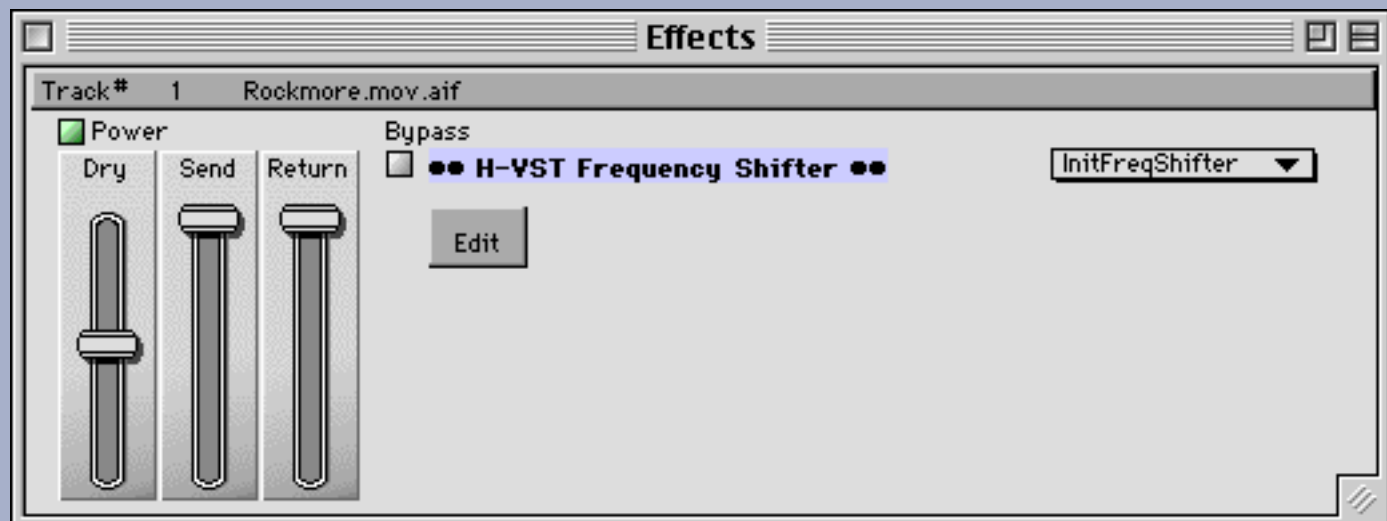 Effects
Track# 1 Rockmore.mov.aif
Power Bypass
Dry Send Return ●● H-VST Frequency Shifter ●● InitFreqShifter
Edit